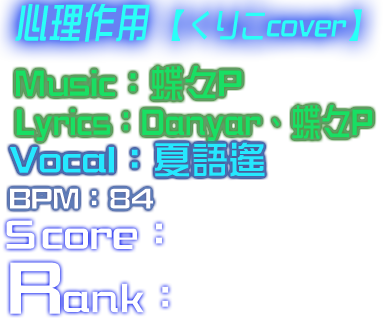 心理作用【くりこcover】
Music：蝶々P
Lyrics：Danyar、蝶々P
Vocal：夏語遙
BPM：84
Score：
Rank：